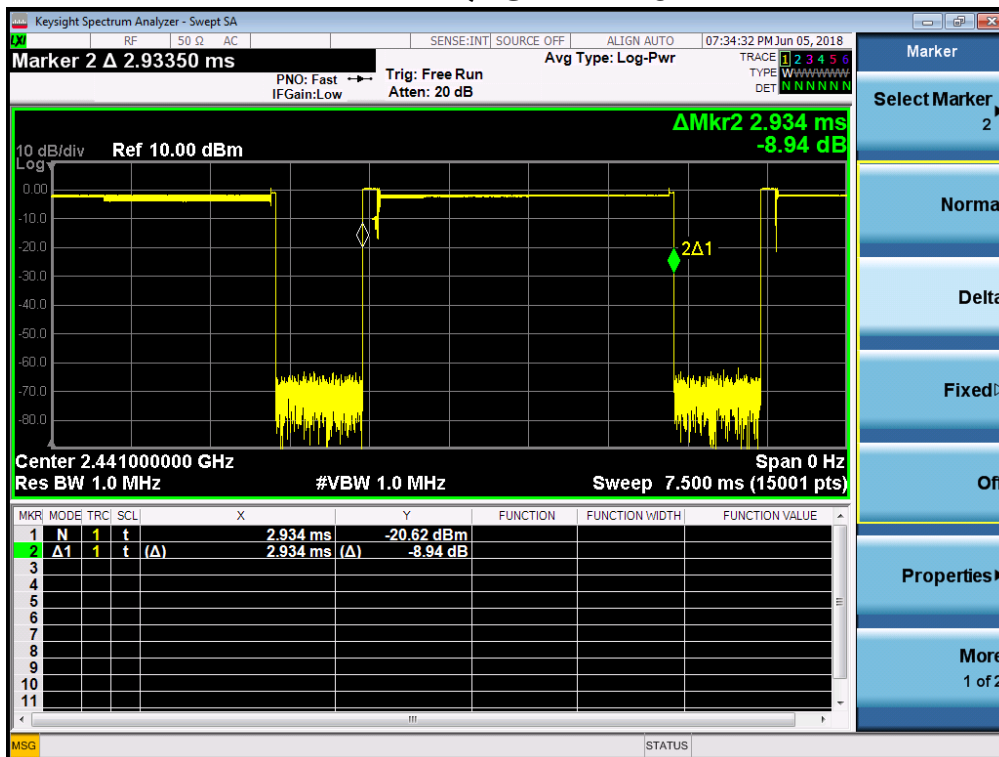 Keysight Spectrum Analyzer - Swept SA
LXI RF 50 Ω AC SENSE:INT SOURCE OFF ALIGN AUTO 07:34:32 PM Jun 05, 2018
Marker 2 Δ 2.93350 ms
PNO: Fast
IFGain:Low
Trig: Free Run
Atten: 20 dB
Avg Type: Log-Pwr
TRACE 1 2 3 4 5 6
TYPE WWWWWW
DET N N N N N N
ΔMkr2 2.934 ms
-8.94 dB
10 dB/div Ref 10.00 dBm
Log
0.00
-10.0
-20.0
-30.0
-40.0
-50.0
-60.0
-70.0
-80.0
2Δ1
Center 2.441000000 GHz Span 0 Hz
Res BW 1.0 MHz #VBW 1.0 MHz Sweep 7.500 ms (15001 pts)
MKR MODE TRC SCL X Y FUNCTION FUNCTION WIDTH FUNCTION VALUE
1 N 1 t 2.934 ms -20.62 dBm
2 Δ1 1 t (Δ) 2.934 ms (Δ) -8.94 dB
3
4
5
6
7
8
9
10
11
MSG STATUS
Marker
Select Marker
2
Norma
Delta
Fixed
Of
Properties
More
1 of 2